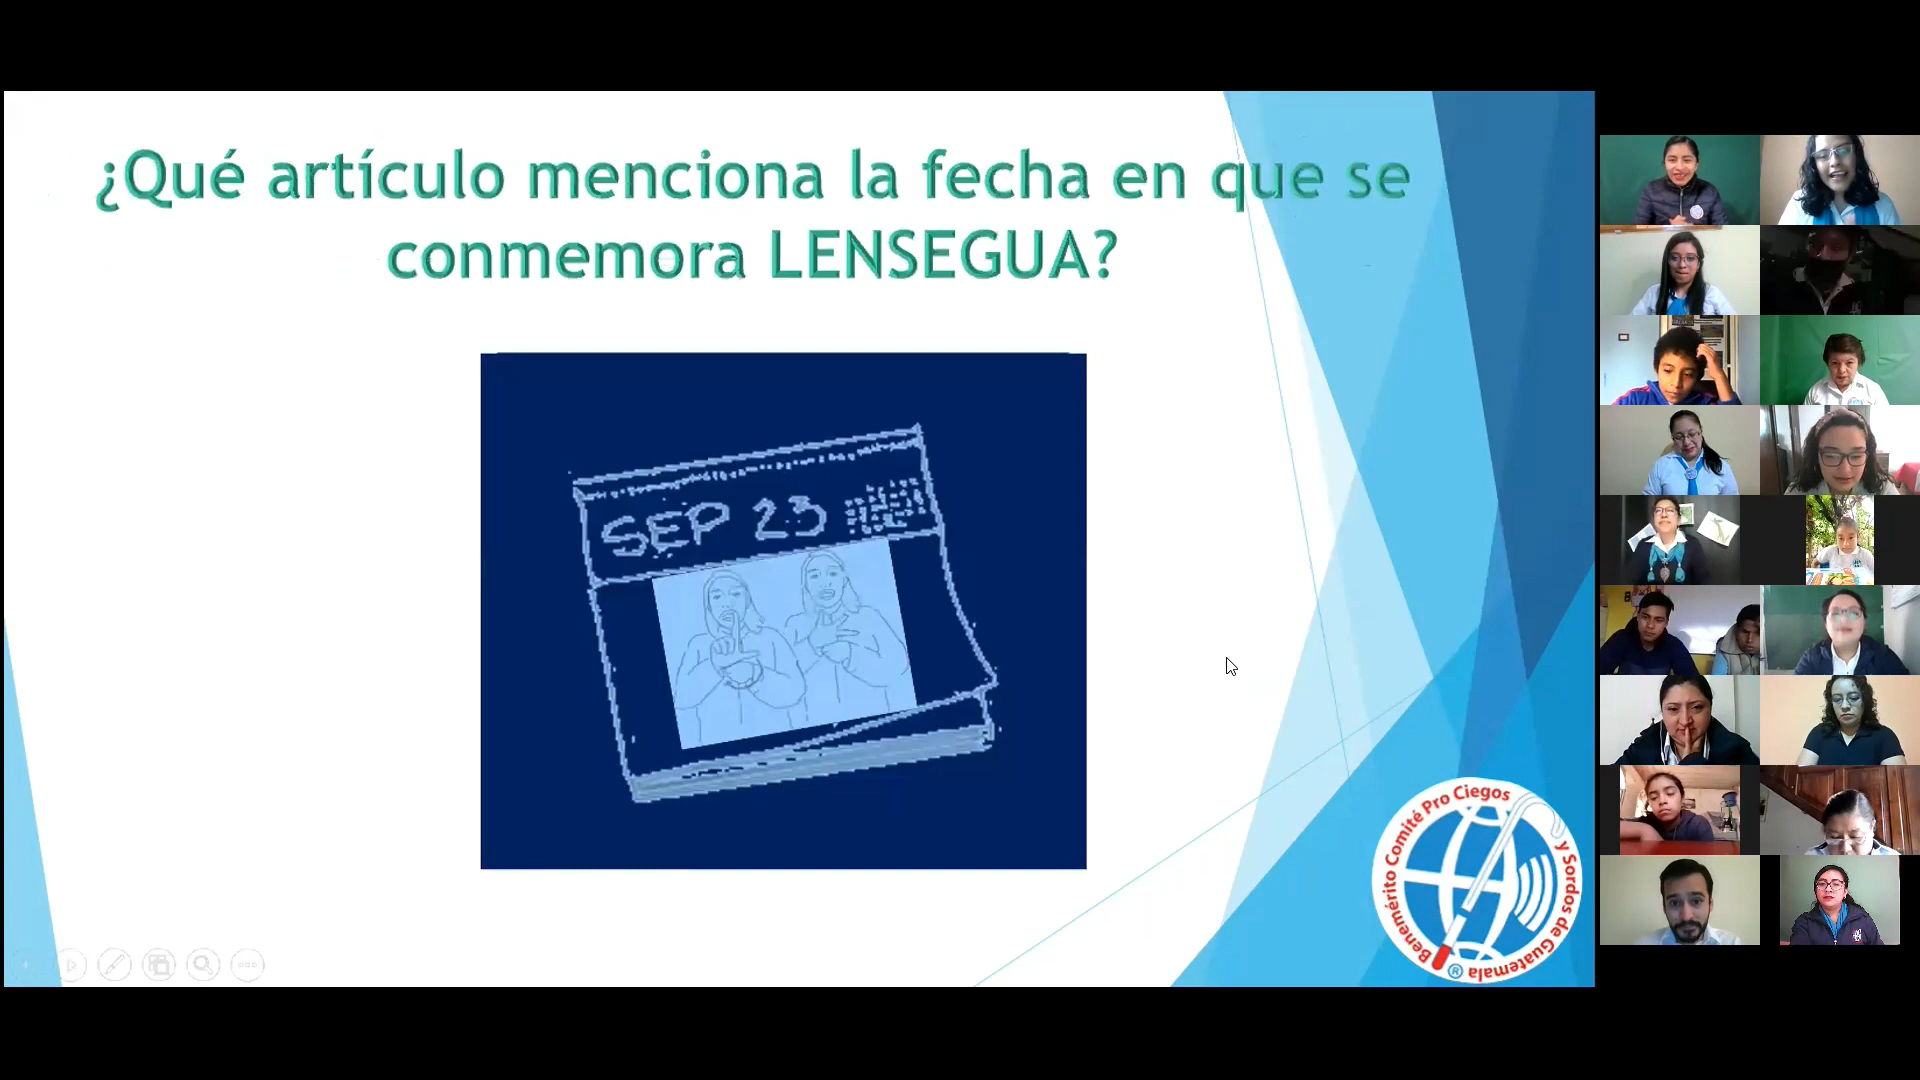 ¿Qué artículo menciona la fecha en que se
conmemora LENSEGUA?
SEP 23
Benemérito Comité Pro Ciegos
y Sordos de Guatemala
®